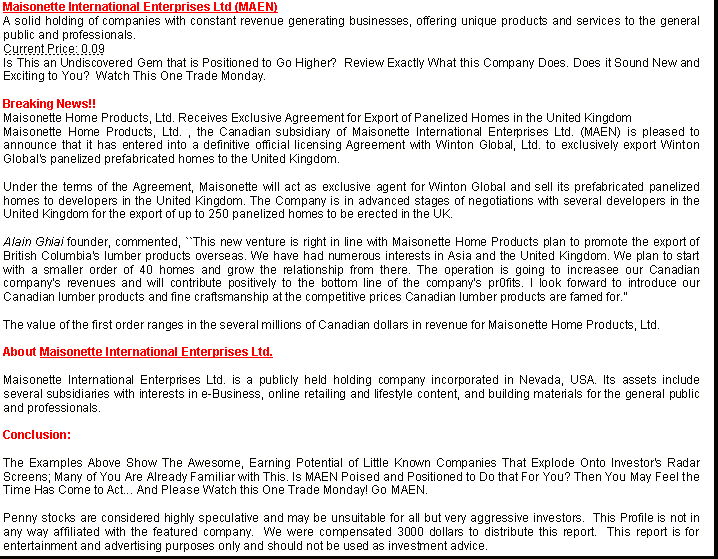 Maisonette International Enterprises Ltd (MAEN)
A solid holding of companies with constant revenue generating businesses, offering unique products and services to the general
public and professionals.
Current Price: 0.09
Is This an Undiscovered Gem that is Positioned to Go Higher?  Review Exactly What this Company Does. Does it Sound New and
Exciting to You?  Watch This One Trade Monday.
Breaking News!!
Maisonette Home Products, Ltd. Receives Exclusive Agreement for Export of Panelized Homes in the United Kingdom
Maisonette Home Products, Ltd. , the Canadian subsidiary of Maisonette International Enterprises Ltd. (MAEN) is pleased to
announce that it has entered into a definitive official licensing Agreement with Winton Global, Ltd. to exclusively export Winton
Global's panelized prefabricated homes to the United Kingdom.
Under the terms of the Agreement, Maisonette will act as exclusive agent for Winton Global and sell its prefabricated panelized
homes to developers in the United Kingdom. The Company is in advanced stages of negotiations with several developers in the
United Kingdom for the export of up to 250 panelized homes to be erected in the UK.
Alain Ghiai founder, commented, ``This new venture is right in line with Maisonette Home Products plan to promote the export of
British Columbia's lumber products overseas. We have had numerous interests in Asia and the United Kingdom. We plan to start
with a smaller order of 40 homes and grow the relationship from there. The operation is going to increasee our Canadian
company's revenues and will contribute positively to the bottom line of the company's pr0fits. I look forward to introduce our
Canadian lumber products and fine craftsmanship at the competitive prices Canadian lumber products are famed for.''
The value of the first order ranges in the several millions of Canadian dollars in revenue for Maisonette Home Products, Ltd.
About Maisonette International Enterprises Ltd.
Maisonette International Enterprises Ltd. is a publicly held holding company incorporated in Nevada, USA. Its assets include
several subsidiaries with interests in e-Business, online retailing and lifestyle content, and building materials for the general public
and professionals.
Conclusion:
The Examples Above Show The Awesome, Earning Potential of Little Known Companies That Explode Onto Investor's Radar
Screens; Many of You Are Already Familiar with This. Is MAEN Poised and Positioned to Do that For You? Then You May Feel the
Time Has Come to Act... And Please Watch this One Trade Monday! Go MAEN.
Penny stocks are considered highly speculative and may be unsuitable for all but very aggressive investors.  This Profile is not in
any way affiliated with the featured company.  We were compensated 3000 dollars to distribute this report.  This report is for
entertainment and advertising purposes only and should not be used as investment advice.